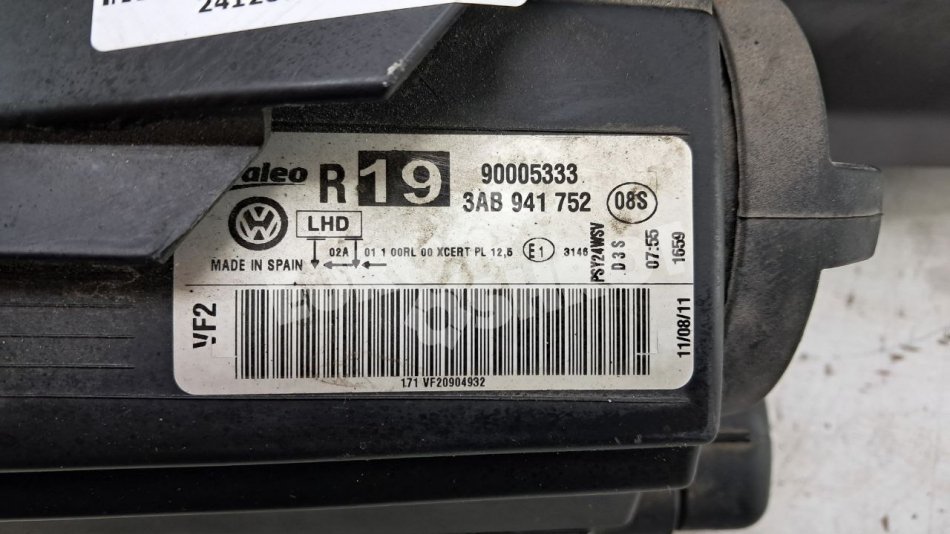 Valeo R 19 90005333
3AB 941 752 08S
LHD
02A 01 1 00RL 00 XCERT PL 12,5 E1 3146
MADE IN SPAIN
PSY24WSV
D3S
07:55
1659
VF2
11/08/11
171 VF20904932